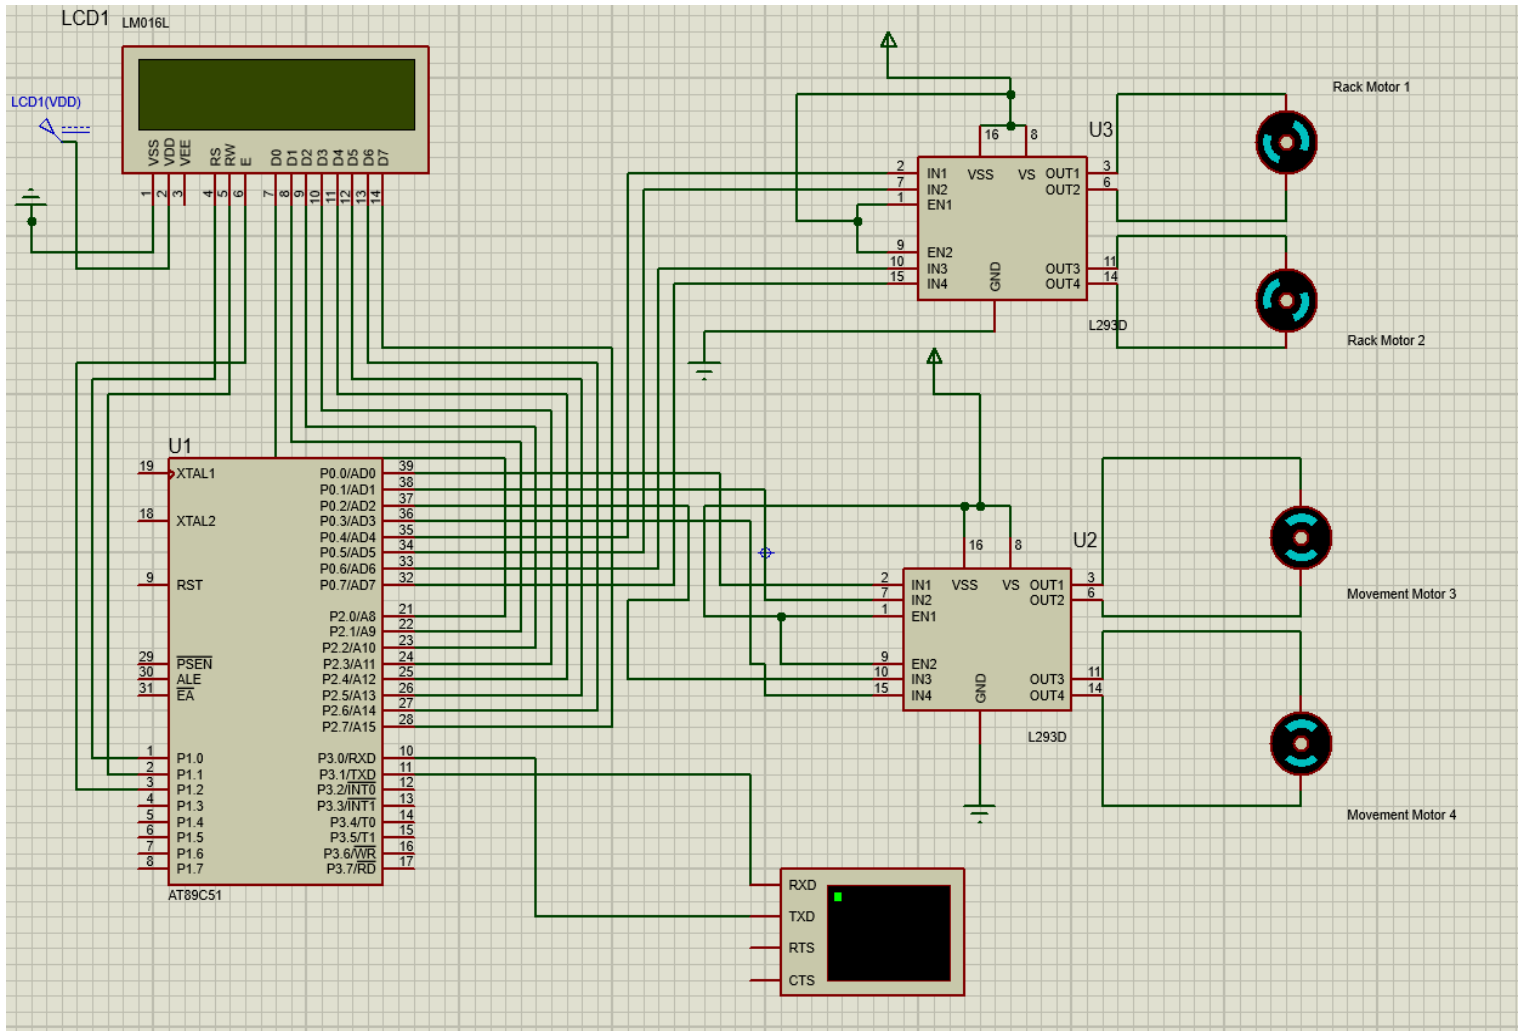 LCD1 LM016L
LCD1(VDD)
VSS VDD VEE RS RW E D0 D1 D2 D3 D4 D5 D6 D7
1 2 3 4 5 6 7 8 9 10 11 12 13 14
U1
19 XTAL1 P0.0/AD0 39
P0.1/AD1 38
P0.2/AD2 37
18 XTAL2 P0.3/AD3 36
P0.4/AD4 35
P0.5/AD5 34
P0.6/AD6 33
9 RST P0.7/AD7 32
P2.0/A8 21
P2.1/A9 22
P2.2/A10 23
29 PSEN P2.3/A11 24
30 ALE P2.4/A12 25
31 EA P2.5/A13 26
P2.6/A14 27
P2.7/A15 28
1 P1.0 P3.0/RXD 10
2 P1.1 P3.1/TXD 11
3 P1.2 P3.2/INT0 12
4 P1.3 P3.3/INT1 13
5 P1.4 P3.4/T0 14
6 P1.5 P3.5/T1 15
7 P1.6 P3.6/WR 16
8 P1.7 P3.7/RD 17
AT89C51
U3
16 8
2 IN1 VSS VS OUT1 3
7 IN2 OUT2 6
1 EN1
9 EN2
10 IN3 OUT3 11
15 IN4 GND OUT4 14
L293D
Rack Motor 1
Rack Motor 2
U2
16 8
2 IN1 VSS VS OUT1 3
7 IN2 OUT2 6
1 EN1
9 EN2
10 IN3 OUT3 11
15 IN4 GND OUT4 14
L293D
Movement Motor 3
Movement Motor 4
RXD
TXD
RTS
CTS